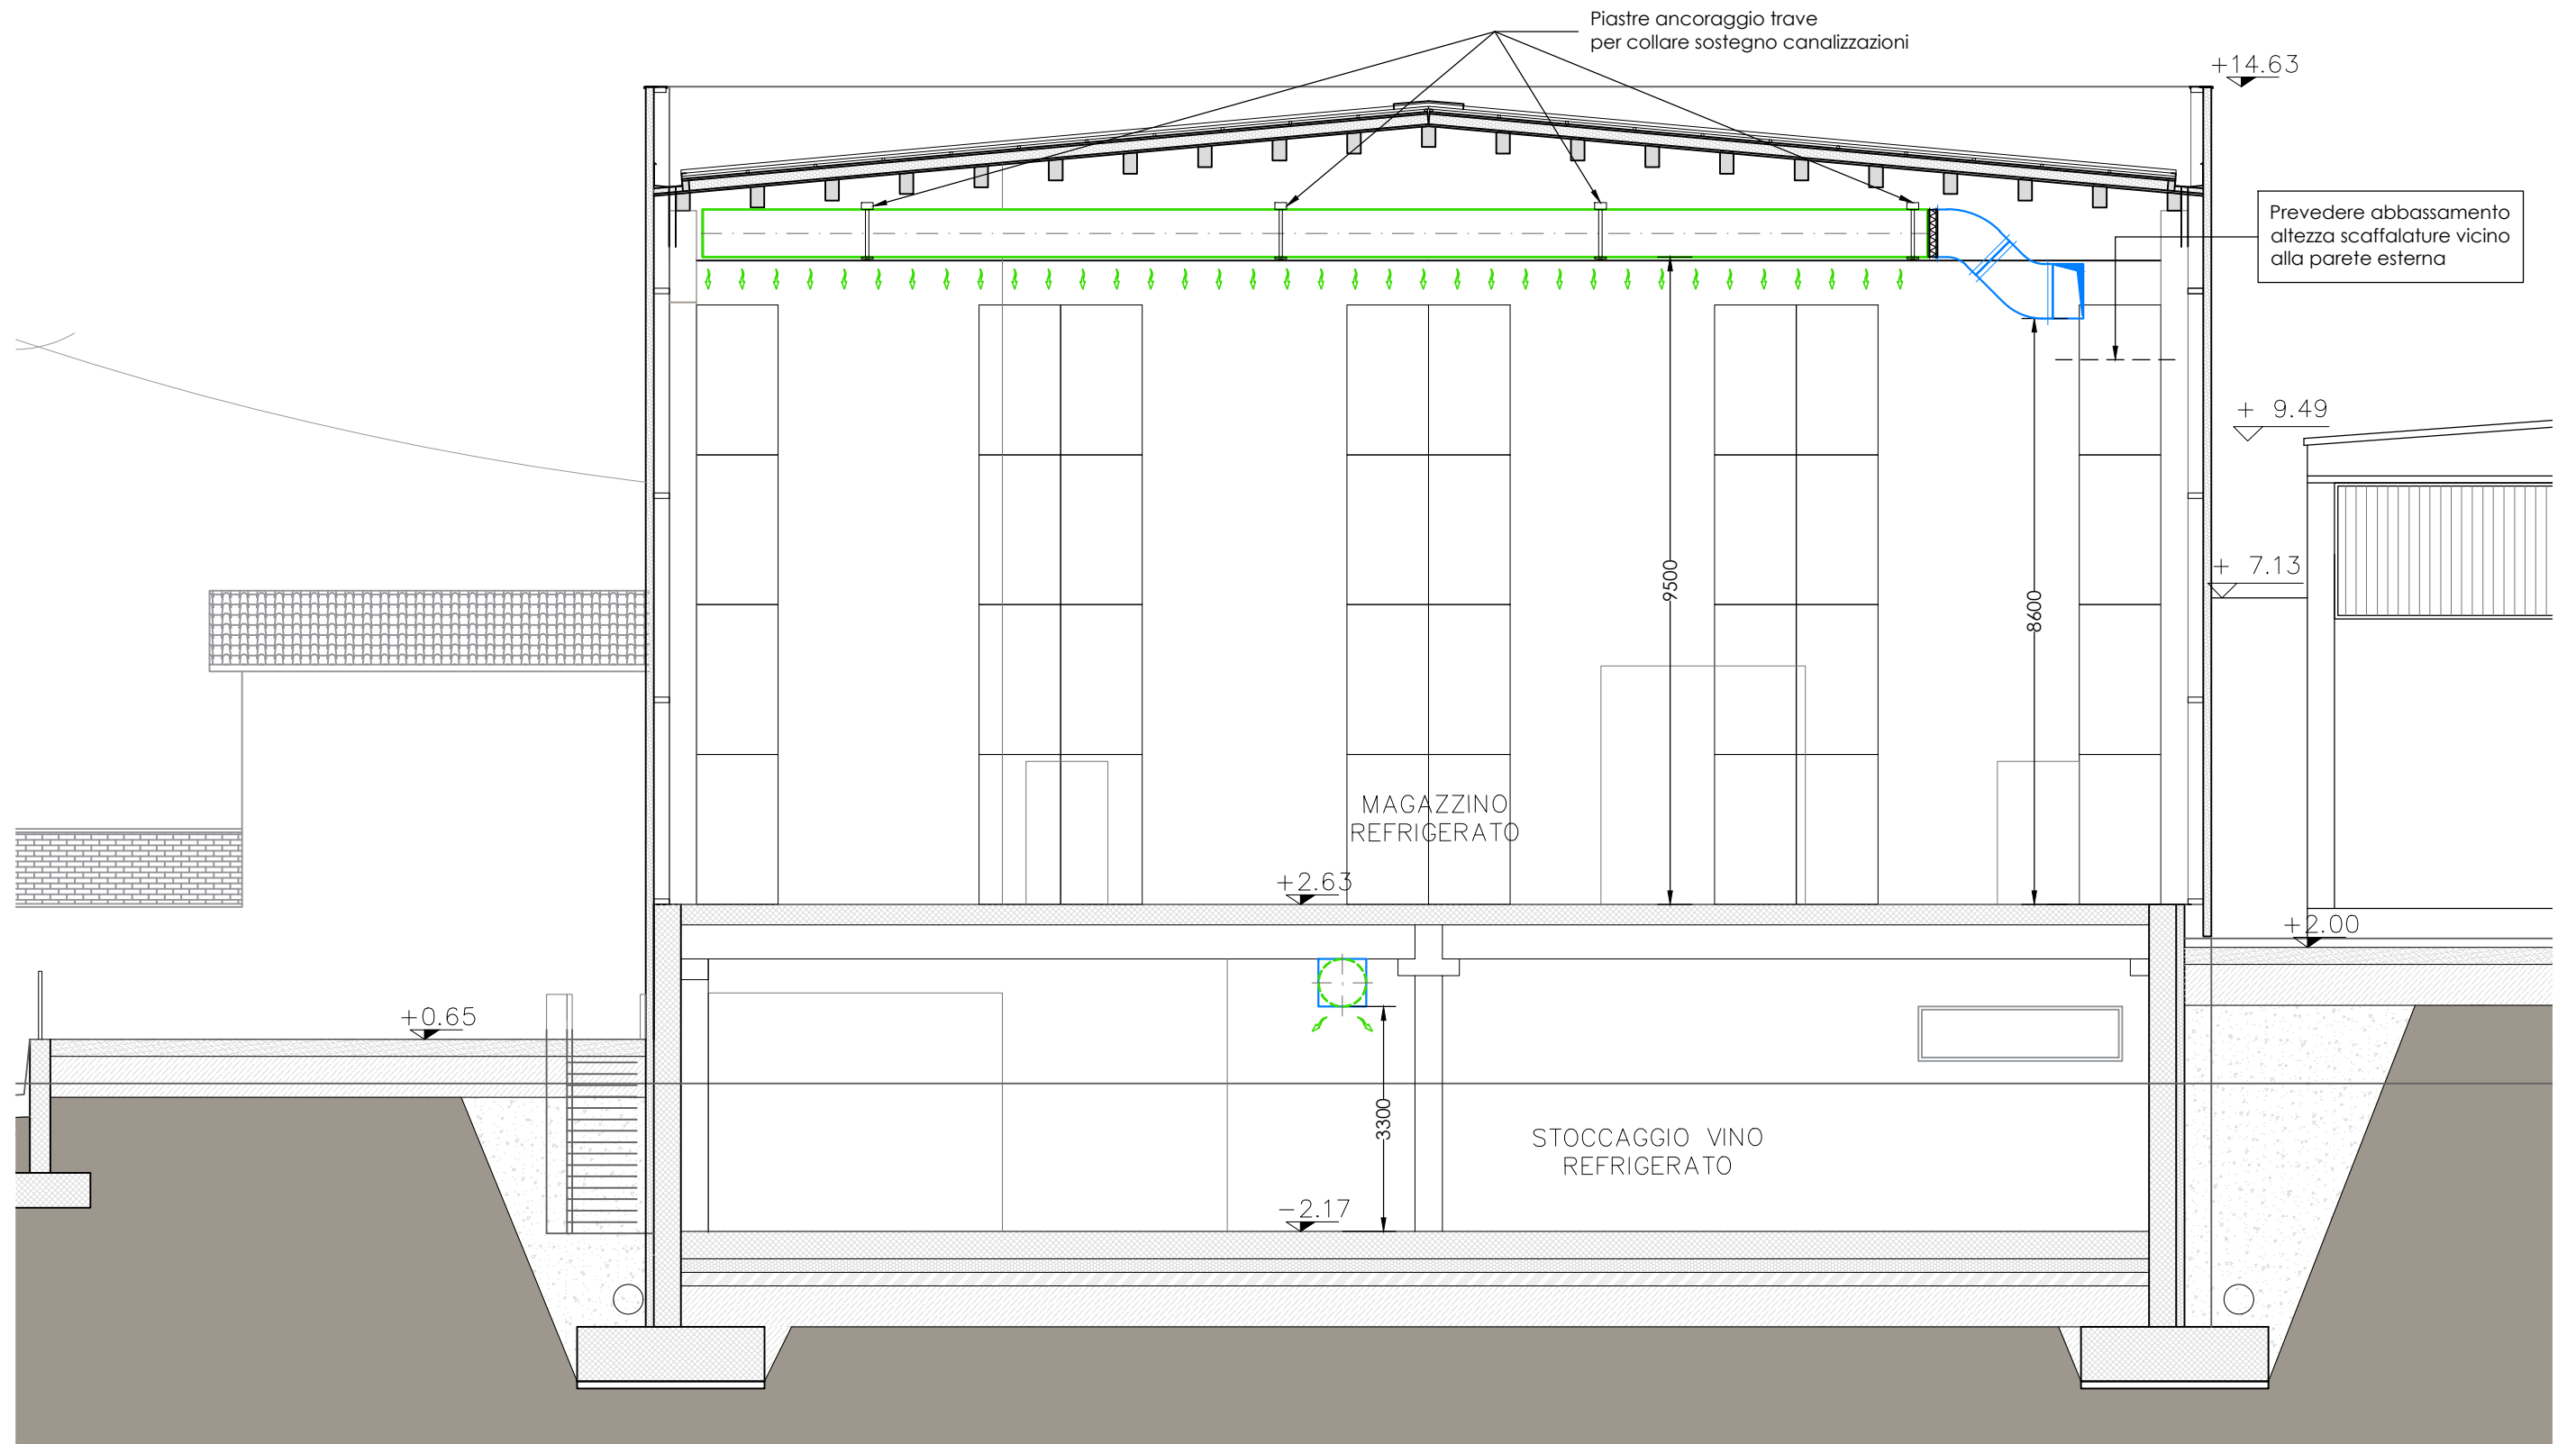 Piastre ancoraggio trave
per collare sostegno canalizzazioni
+14.63
Prevedere abbassamento
altezza scaffalature vicino
alla parete esterna
+ 9.49
+ 7.13
9500
8600
MAGAZZINO
REFRIGERATO
+2.63
+2.00
+0.65
3300
STOCCAGGIO VINO
REFRIGERATO
-2.17